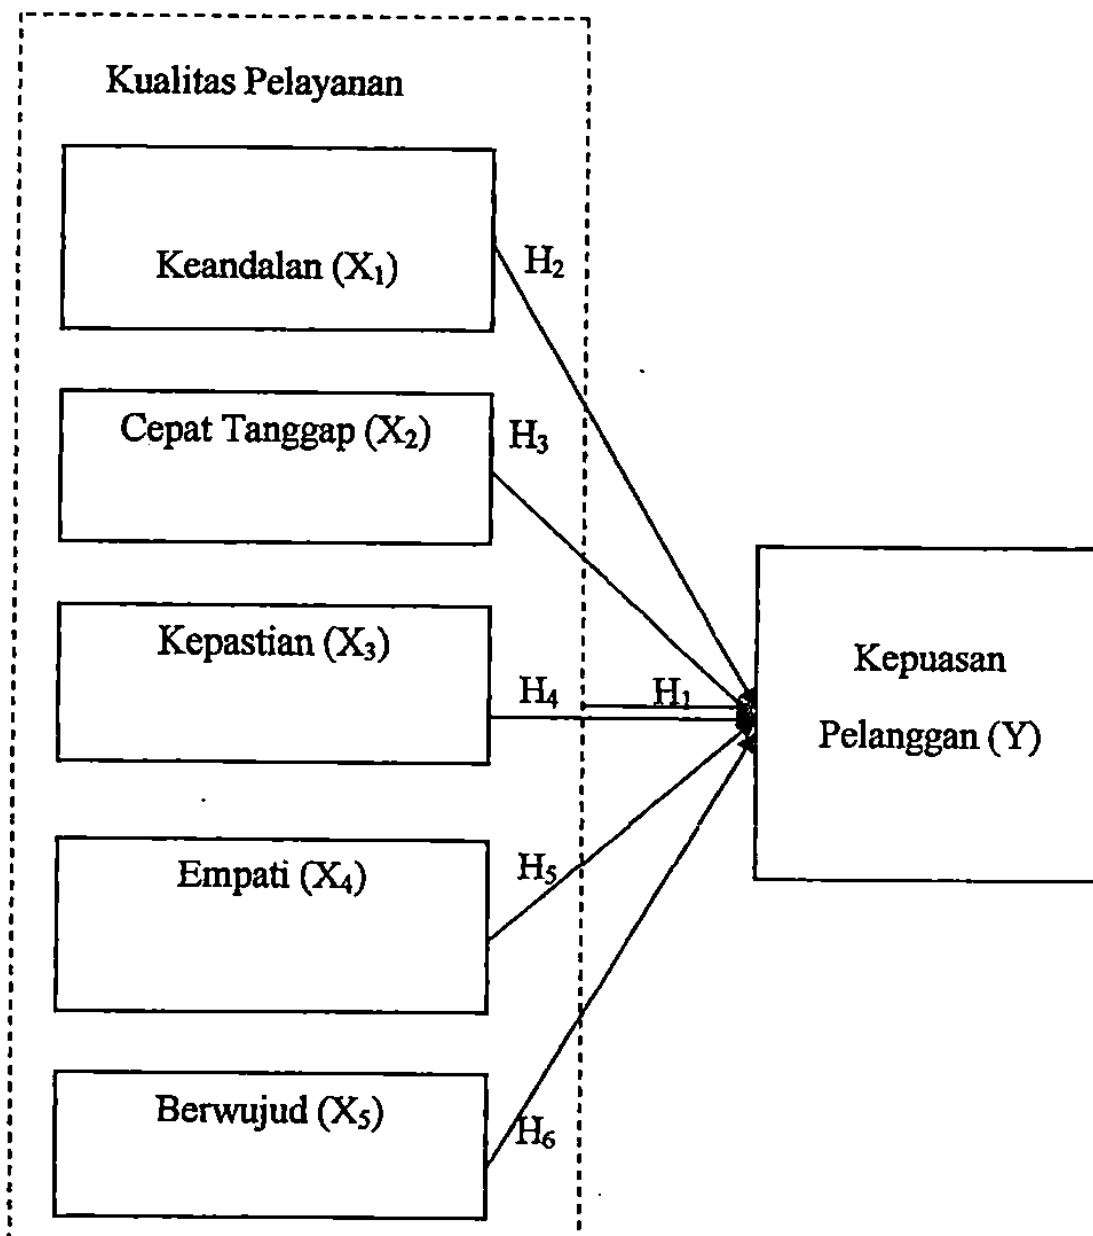 Kualitas Pelayanan
Keandalan (X₁)
H₂
Cepat Tanggap (X₂)
H₃
Kepastian (X₃)
H₄
H₁
Kepuasan
Pelanggan (Y)
Empati (X₄)
H₅
Berwujud (X₅)
H₆